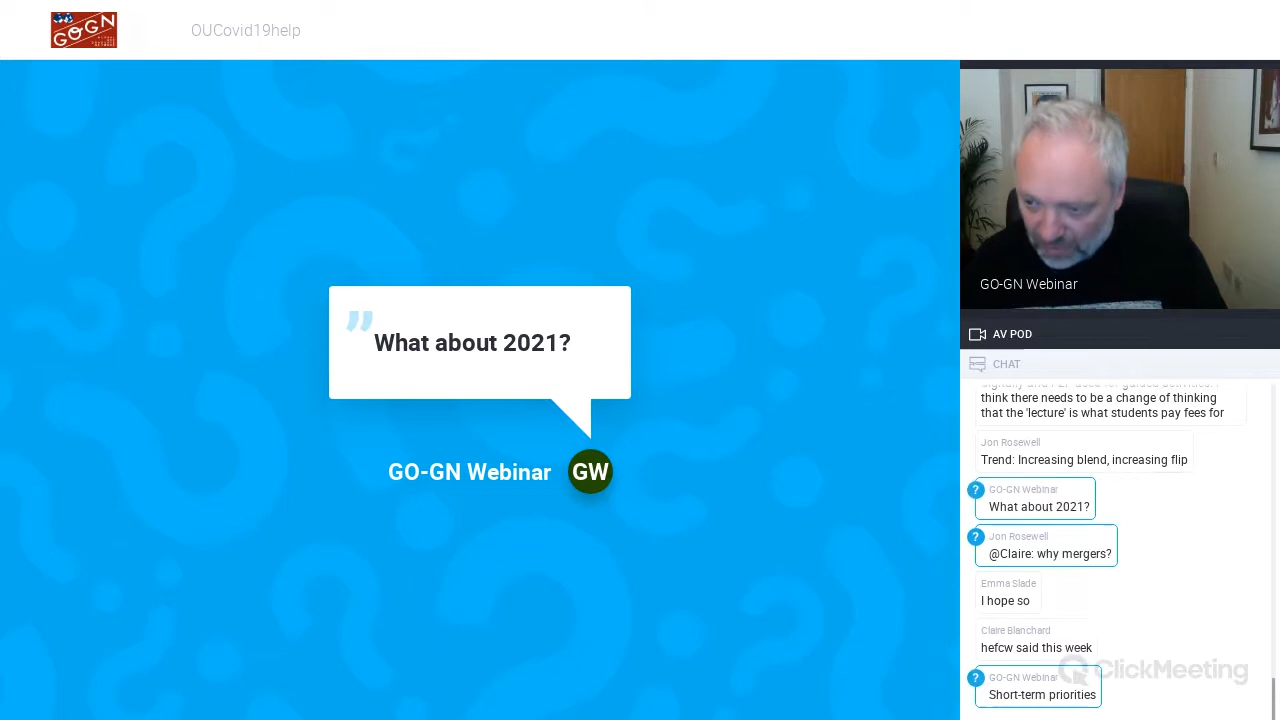 GO-GN
OUCovid19help
What about 2021?
GO-GN Webinar
GW
GO-GN Webinar
AV POD
CHAT
think there needs to be a change of thinking
that the 'lecture' is what students pay fees for
Jon Rosewell
Trend: Increasing blend, increasing flip
? GO-GN Webinar
What about 2021?
? Jon Rosewell
@Claire: why mergers?
Emma Slade
I hope so
Claire Blanchard
hefcw said this week
ClickMeeting
? GO-GN Webinar
Short-term priorities